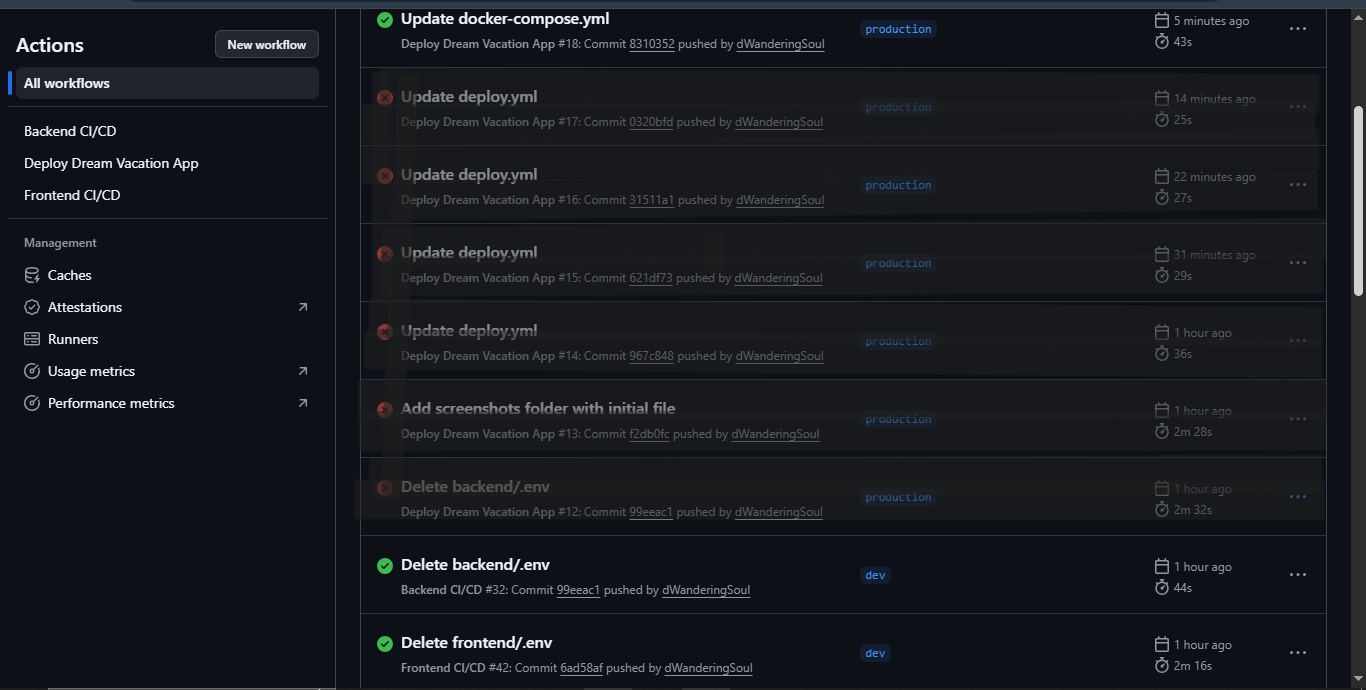 Actions
New workflow
All workflows
Backend CI/CD
Deploy Dream Vacation App
Frontend CI/CD
Management
Caches
Attestations
Runners
Usage metrics
Performance metrics
Update docker-compose.yml
Deploy Dream Vacation App #18: Commit 8310352 pushed by dWanderingSoul
production
5 minutes ago
43s
Update deploy.yml
Deploy Dream Vacation App #17: Commit 0320bfd pushed by dWanderingSoul
production
14 minutes ago
25s
Update deploy.yml
Deploy Dream Vacation App #16: Commit 31511a1 pushed by dWanderingSoul
production
22 minutes ago
27s
Update deploy.yml
Deploy Dream Vacation App #15: Commit 621df73 pushed by dWanderingSoul
production
31 minutes ago
29s
Update deploy.yml
Deploy Dream Vacation App #14: Commit 967c848 pushed by dWanderingSoul
production
1 hour ago
36s
Add screenshots folder with initial file
Deploy Dream Vacation App #13: Commit f2db0fc pushed by dWanderingSoul
production
1 hour ago
2m 28s
Delete backend/.env
Deploy Dream Vacation App #12: Commit 99eeac1 pushed by dWanderingSoul
production
1 hour ago
2m 32s
Delete backend/.env
Backend CI/CD #32: Commit 99eeac1 pushed by dWanderingSoul
dev
1 hour ago
44s
Delete frontend/.env
Frontend CI/CD #42: Commit 6ad58af pushed by dWanderingSoul
dev
1 hour ago
2m 16s